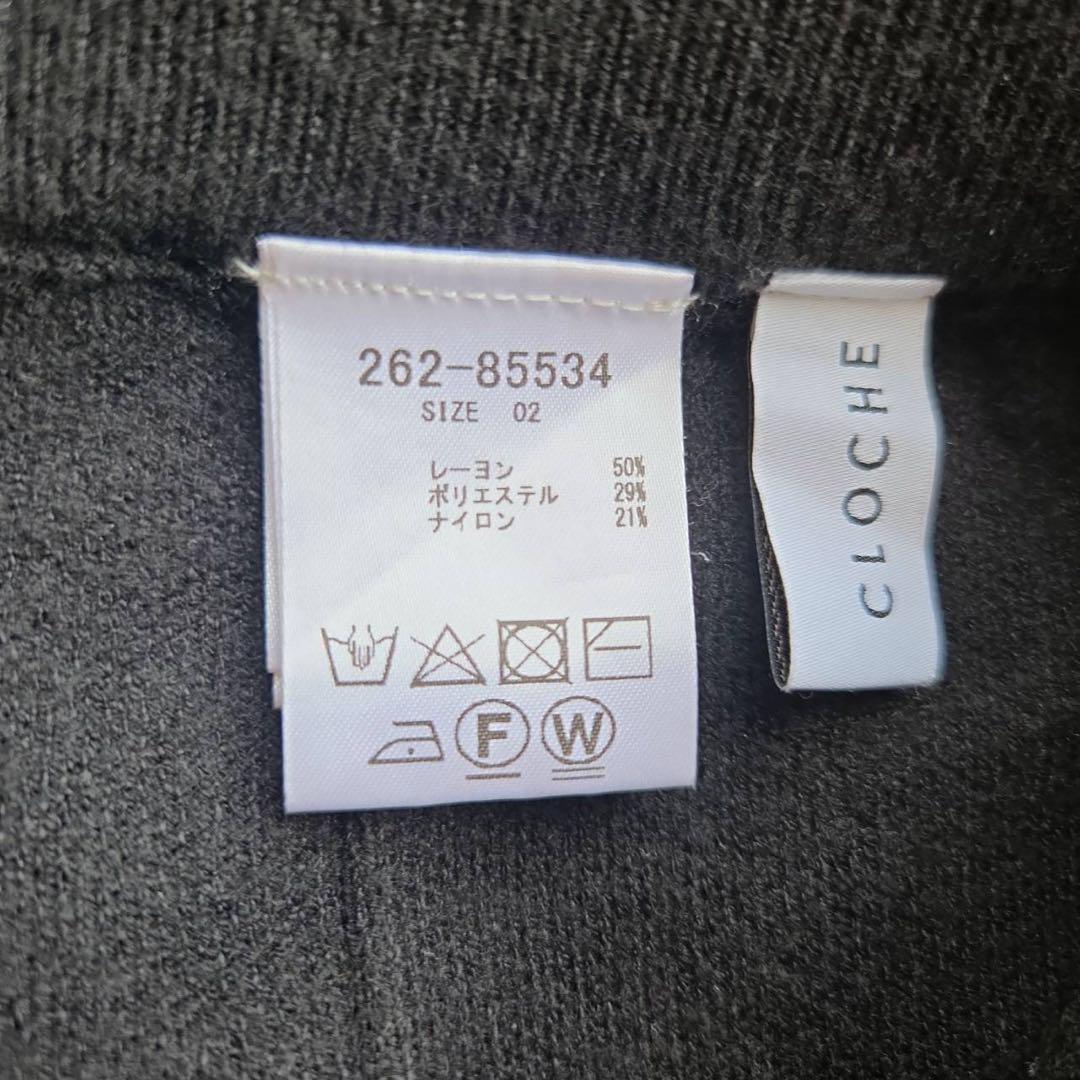 262-85534
SIZE 02
レーヨン 50%
ポリエステル 29%
ナイロン 21%
F W
CLOCHE